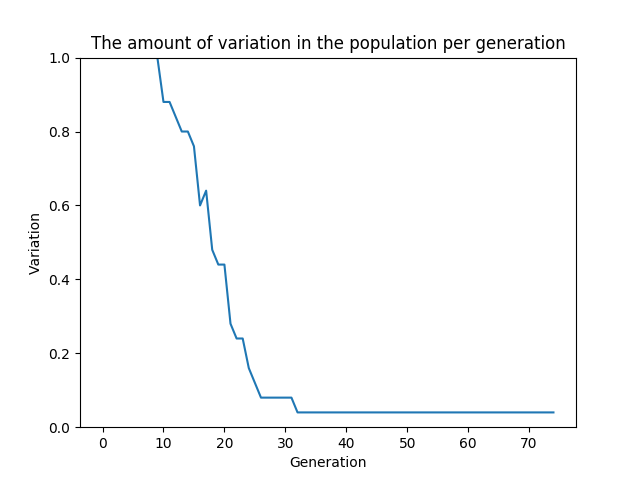 The amount of variation in the population per generation
1.0
0.8
0.6
0.4
0.2
0.0
Variation
0 10 20 30 40 50 60 70
Generation